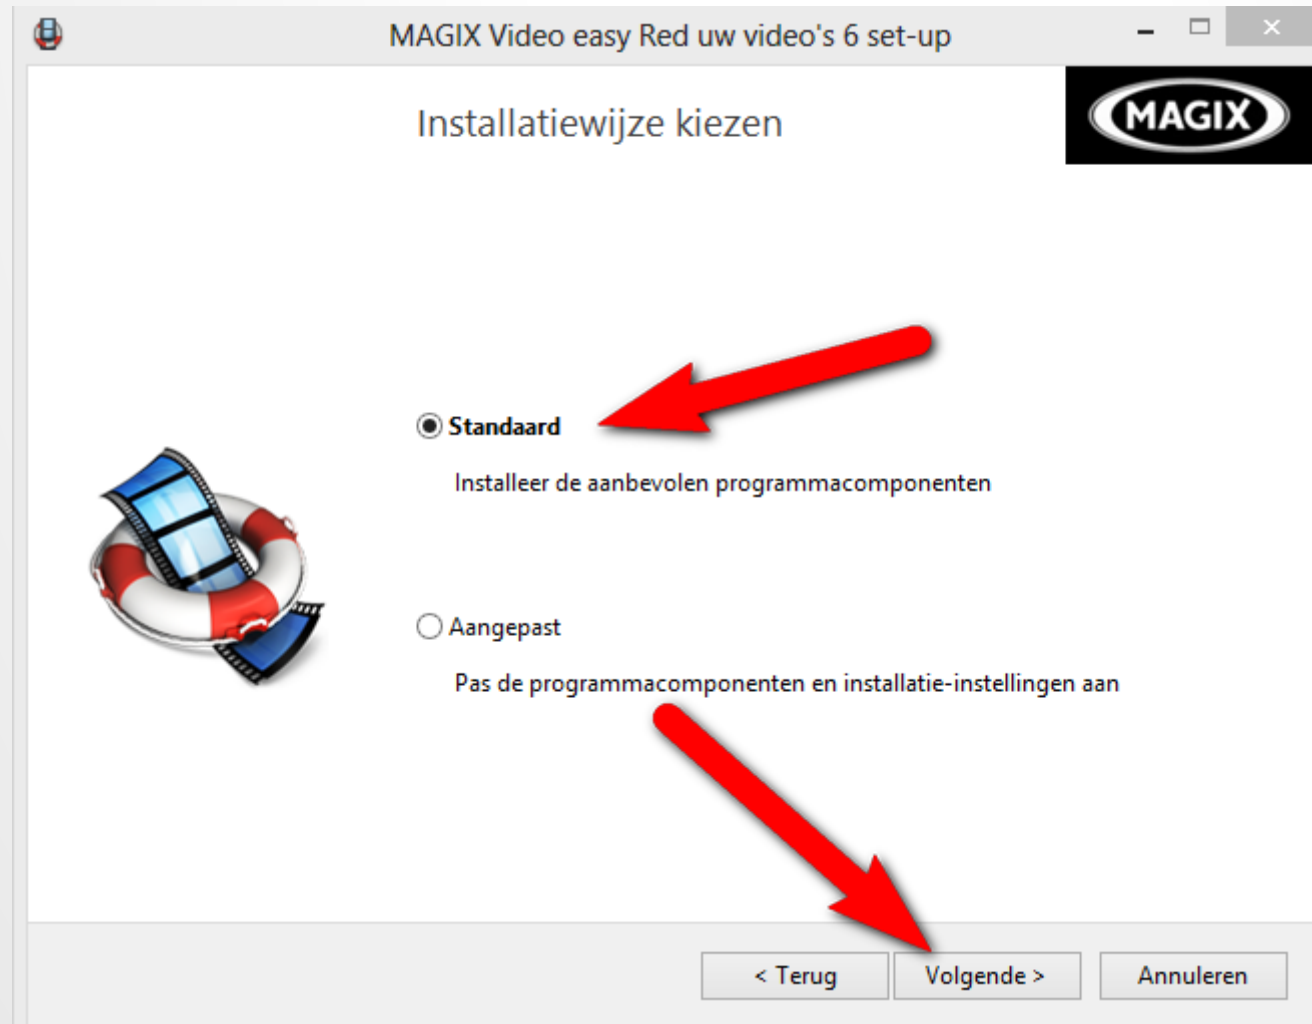 MAGIX Video easy Red uw video's 6 set-up
Installatiewijze kiezen
MAGIX
Standaard
Installeer de aanbevolen programmacomponenten
Aangepast
Pas de programmacomponenten en installatie-instellingen aan
< Terug
Volgende >
Annuleren